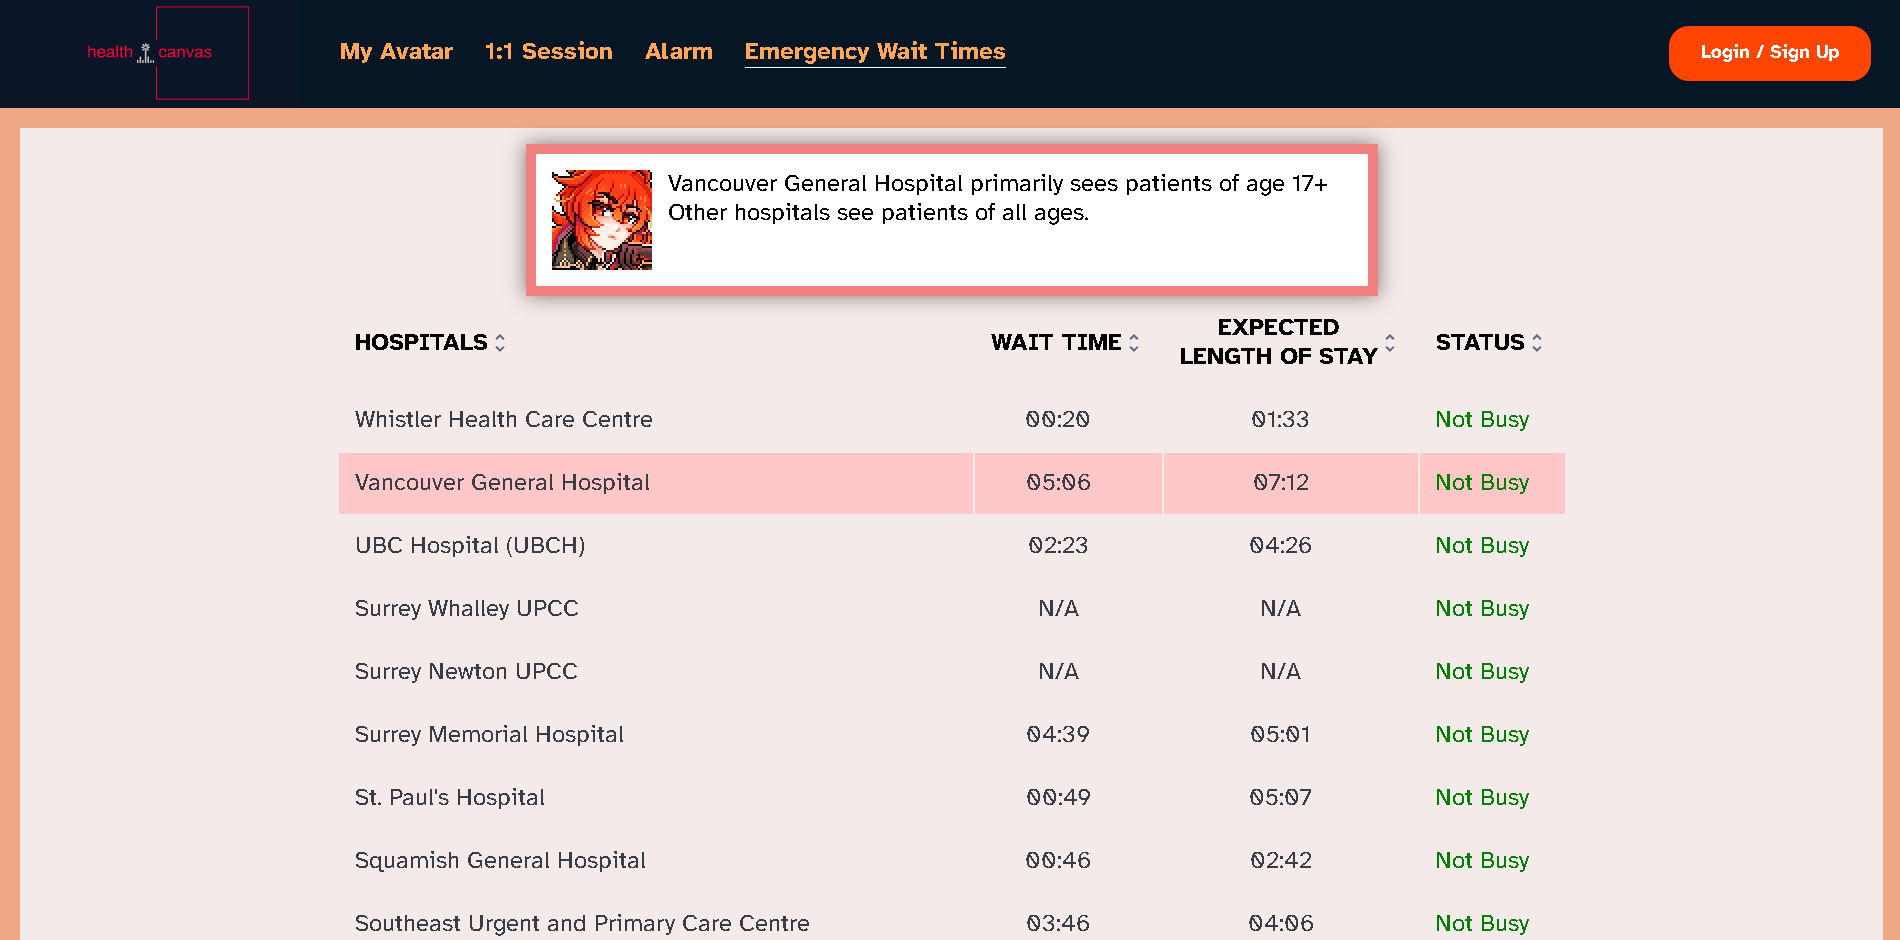 health canvas
My Avatar 1:1 Session Alarm Emergency Wait Times Login / Sign Up
Vancouver General Hospital primarily sees patients of age 17+
Other hospitals see patients of all ages.
HOSPITALS WAIT TIME EXPECTED LENGTH OF STAY STATUS
Whistler Health Care Centre 00:20 01:33 Not Busy
Vancouver General Hospital 05:06 07:12 Not Busy
UBC Hospital (UBCH) 02:23 04:26 Not Busy
Surrey Whalley UPCC N/A N/A Not Busy
Surrey Newton UPCC N/A N/A Not Busy
Surrey Memorial Hospital 04:39 05:01 Not Busy
St. Paul's Hospital 00:49 05:07 Not Busy
Squamish General Hospital 00:46 02:42 Not Busy
Southeast Urgent and Primary Care Centre 03:46 04:06 Not Busy